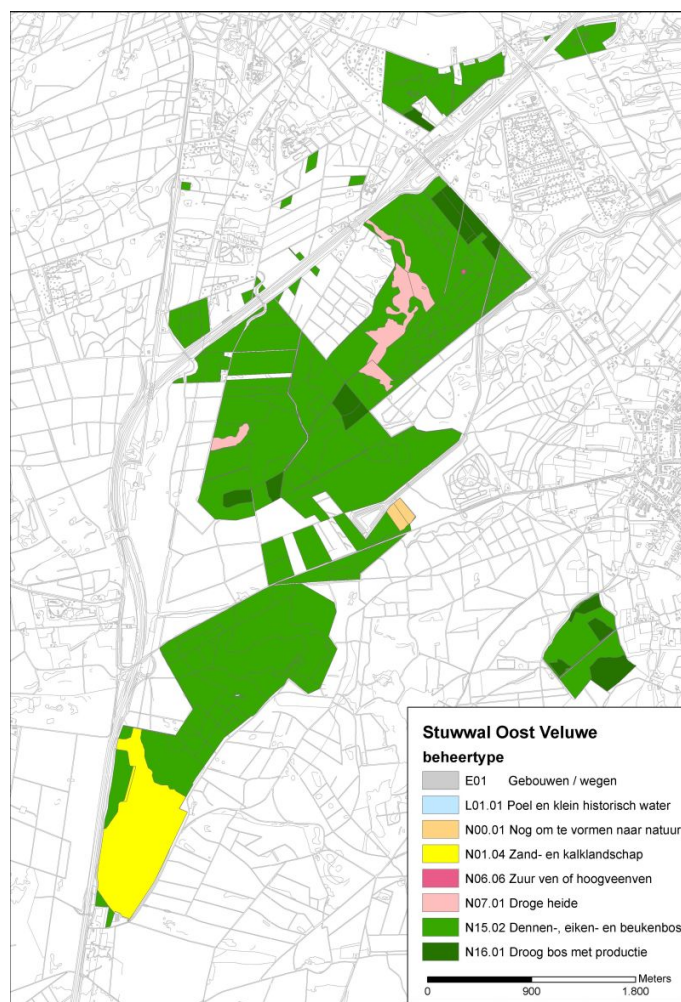 Stuwwal Oost Veluwe
beheertype
E01 Gebouwen / wegen
L01.01 Poel en klein historisch water
N00.01 Nog om te vormen naar natuur
N01.04 Zand- en kalklandschap
N06.06 Zuur ven of hoogveenven
N07.01 Droge heide
N15.02 Dennen-, eiken- en beukenbos
N16.01 Droog bos met productie
Meters
0 900 1.800